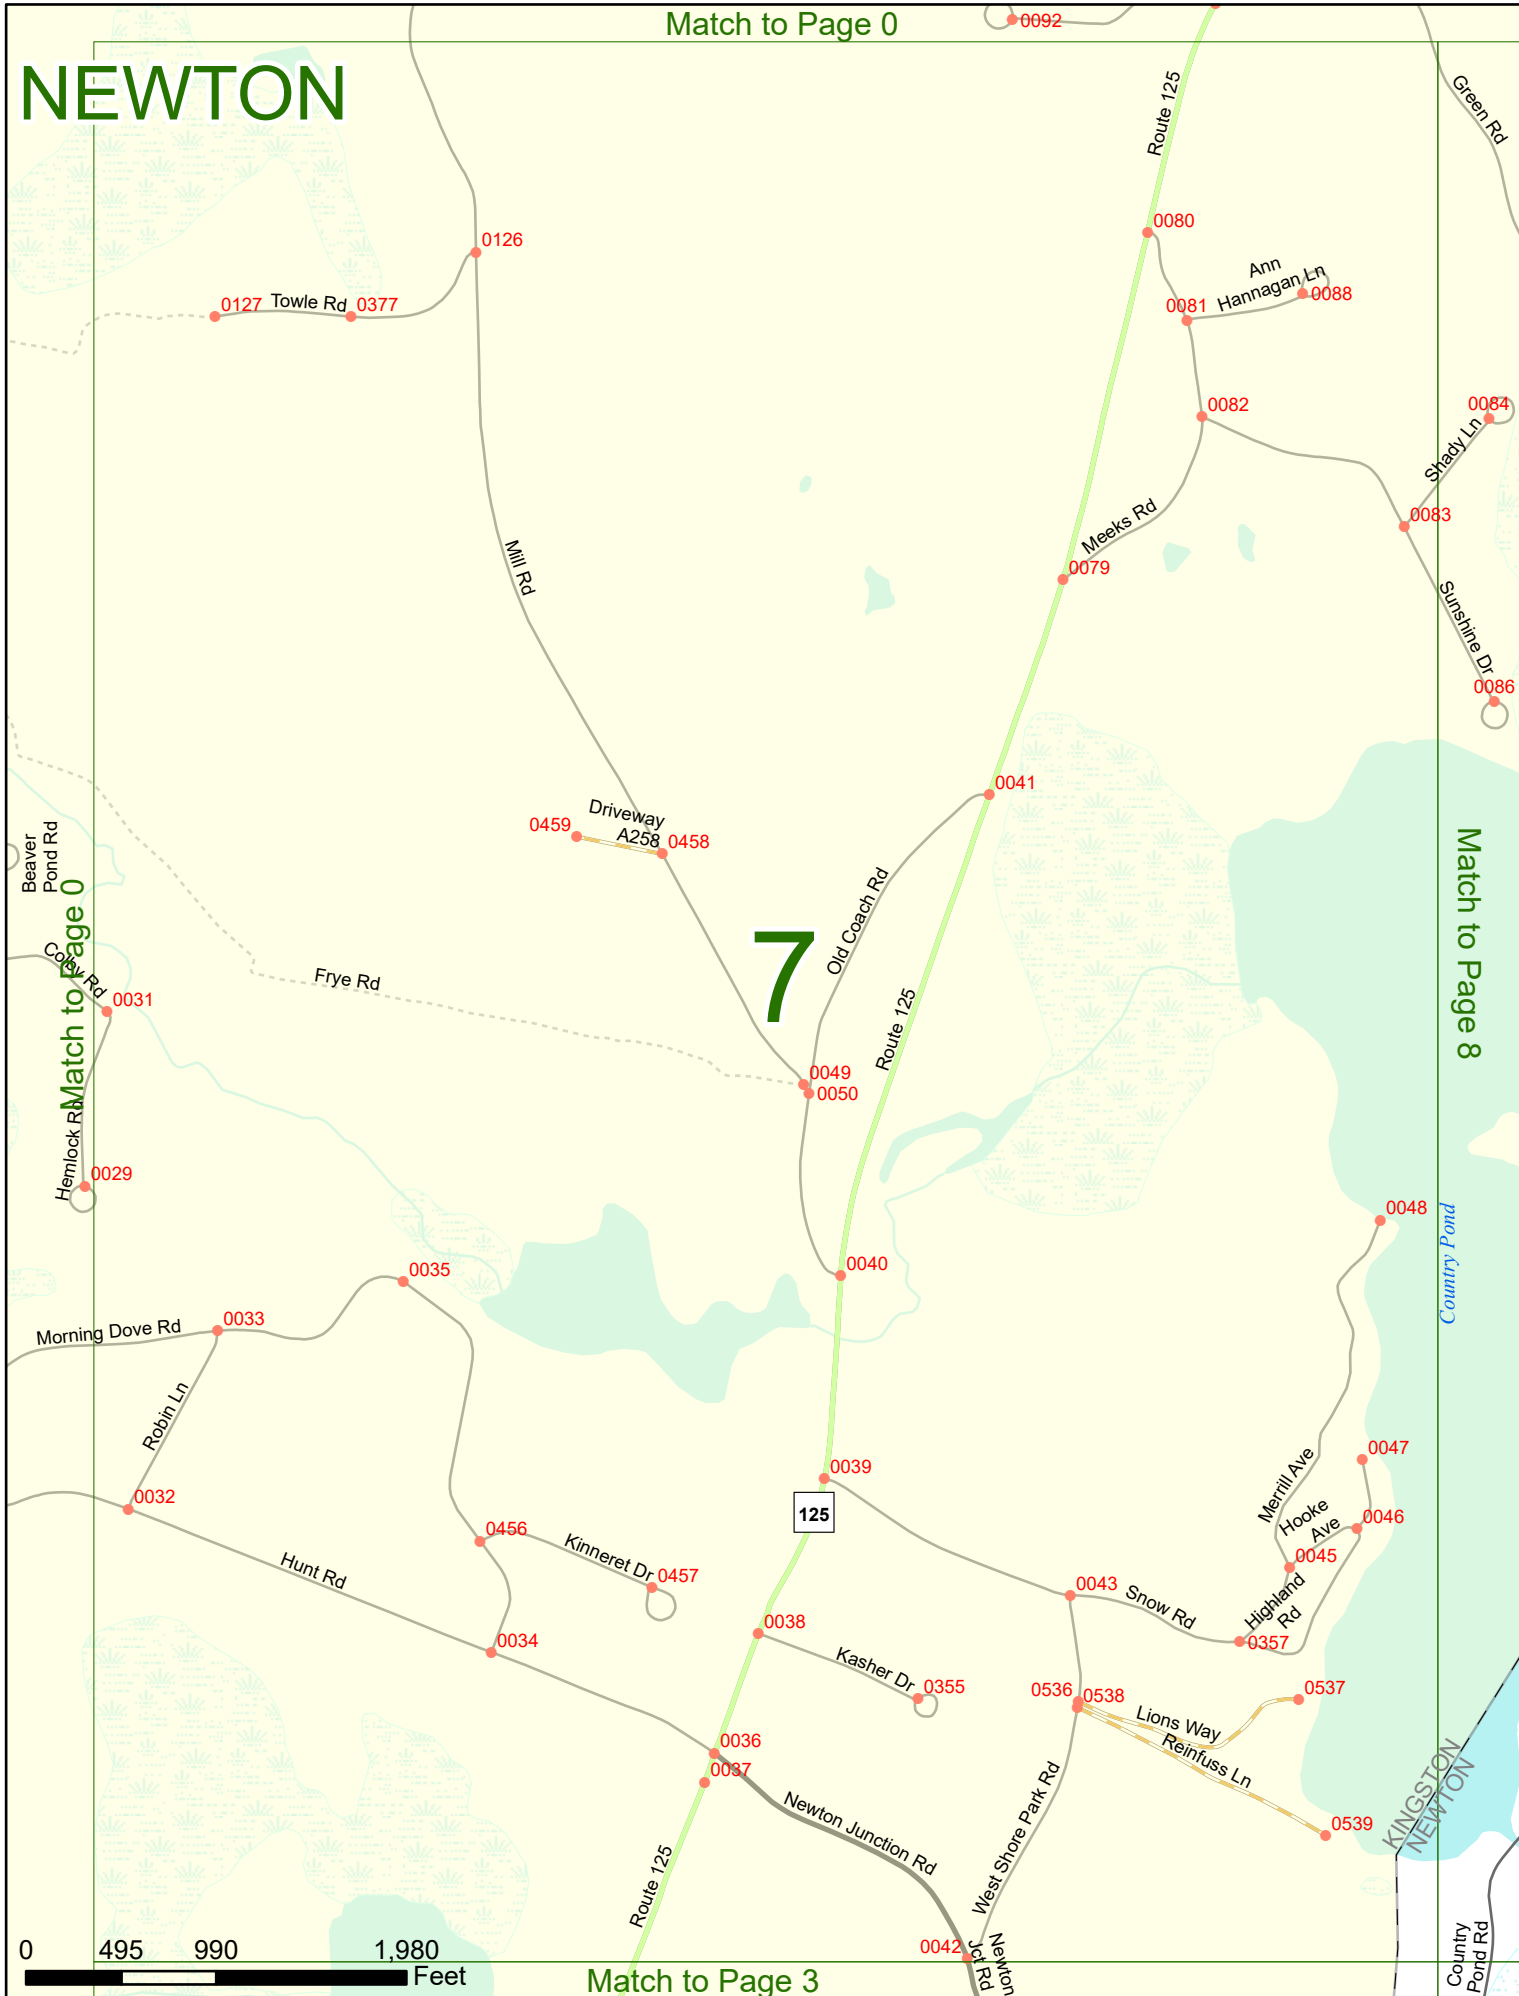 Match to Page 0
0092
NEWTON
Green Rd
Route 125
0080
0126
Ann
Hannagan Ln
0088
0127
Towle Rd
0377
0081
0082
0084
Shady Ln
0083
Meeks Rd
0079
Mill Rd
Sunshine Dr
0086
0041
Driveway
A258
0459
0458
Beaver
Pond Rd
Match to Page 0
Match to Page 8
Old Coach Rd
7
Colby Rd
0031
Frye Rd
Route 125
0049
0050
Hemlock Rd
0029
0048
Country Pond
0040
0035
0033
Morning Dove Rd
Robin Ln
0039
125
0047
Merrill Ave
Hooke
Ave
0046
0032
0456
Kinneret Dr
0457
0045
Hunt Rd
0043
Snow Rd
Highland
Rd
0357
0038
0034
Kasher Dr
0355
0536
0538
0537
Lions Way
Reinfuss Ln
0036
0037
KINGSTON
NEWTON
0539
Newton Junction Rd
West Shore Park Rd
Route 125
0042
Newton
Jct Rd
Country
Pond Rd
0
495
990
1,980
Feet
Match to Page 3